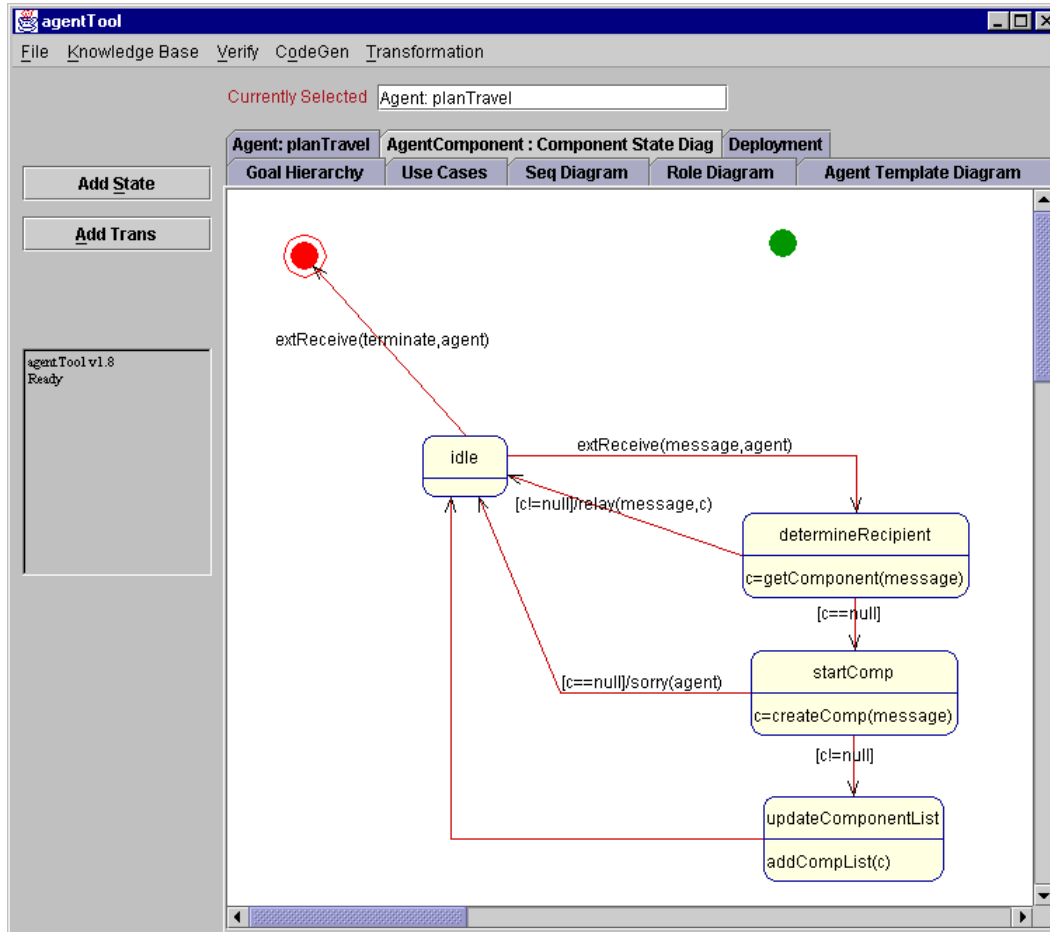 agentTool
File Knowledge Base Verify CodeGen Transformation
Currently Selected Agent: planTravel
Agent: planTravel AgentComponent : Component State Diag Deployment
Goal Hierarchy Use Cases Seq Diagram Role Diagram Agent Template Diagram
Add State
Add Trans
agentTool v1.8
Ready
extReceive(terminate,agent)
idle
extReceive(message,agent)
[c!=null]/relay(message,c)
determineRecipient
c=getComponent(message)
[c==null]
startComp
[c==null]/sorry(agent)
c=createComp(message)
[c!=null]
updateComponentList
addCompList(c)